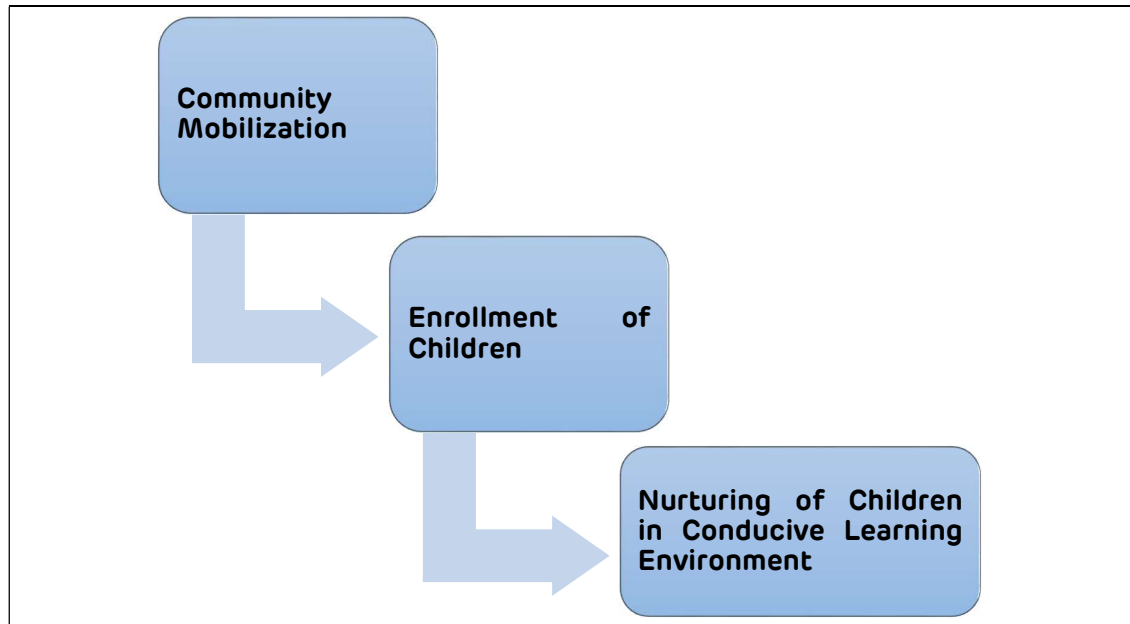 Community
Mobilization
Enrollment of
Children
Nurturing of Children
in Conducive Learning
Environment